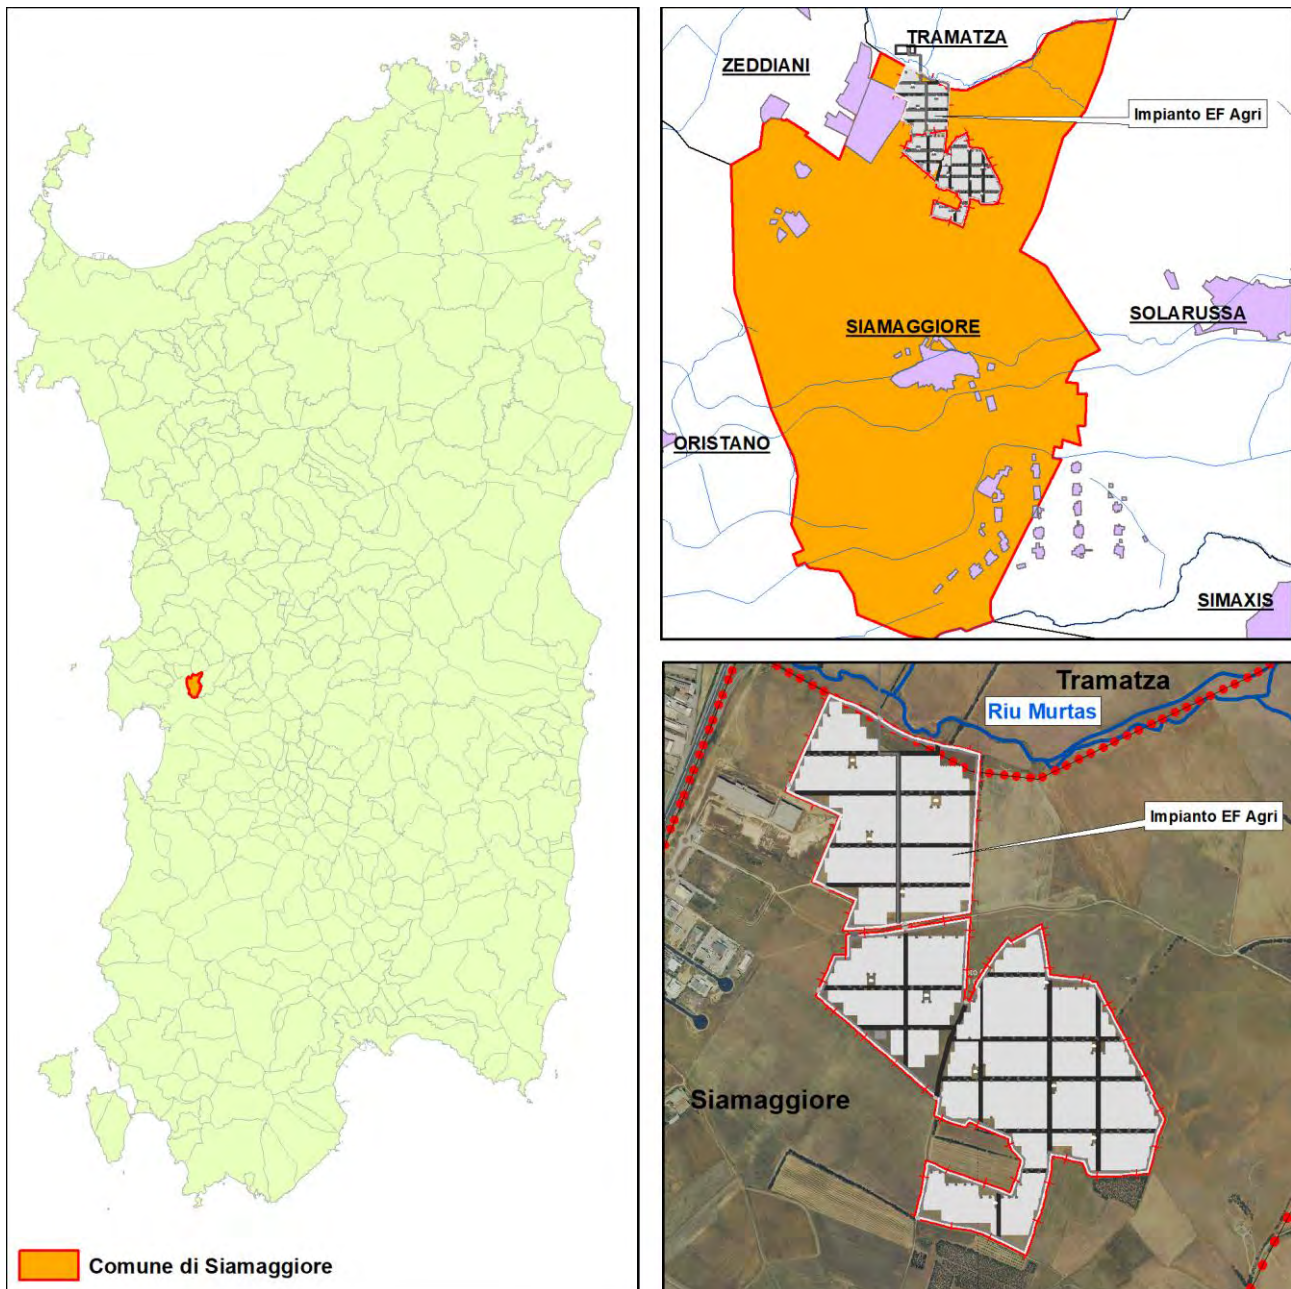 Comune di Siamaggiore
TRAMATZA
ZEDDIANI
Impianto EF Agri
SOLARUSSA
SIAMAGGIORE
ORISTANO
SIMAXIS
Tramatza
Riu Murtas
Impianto EF Agri
Siamaggiore